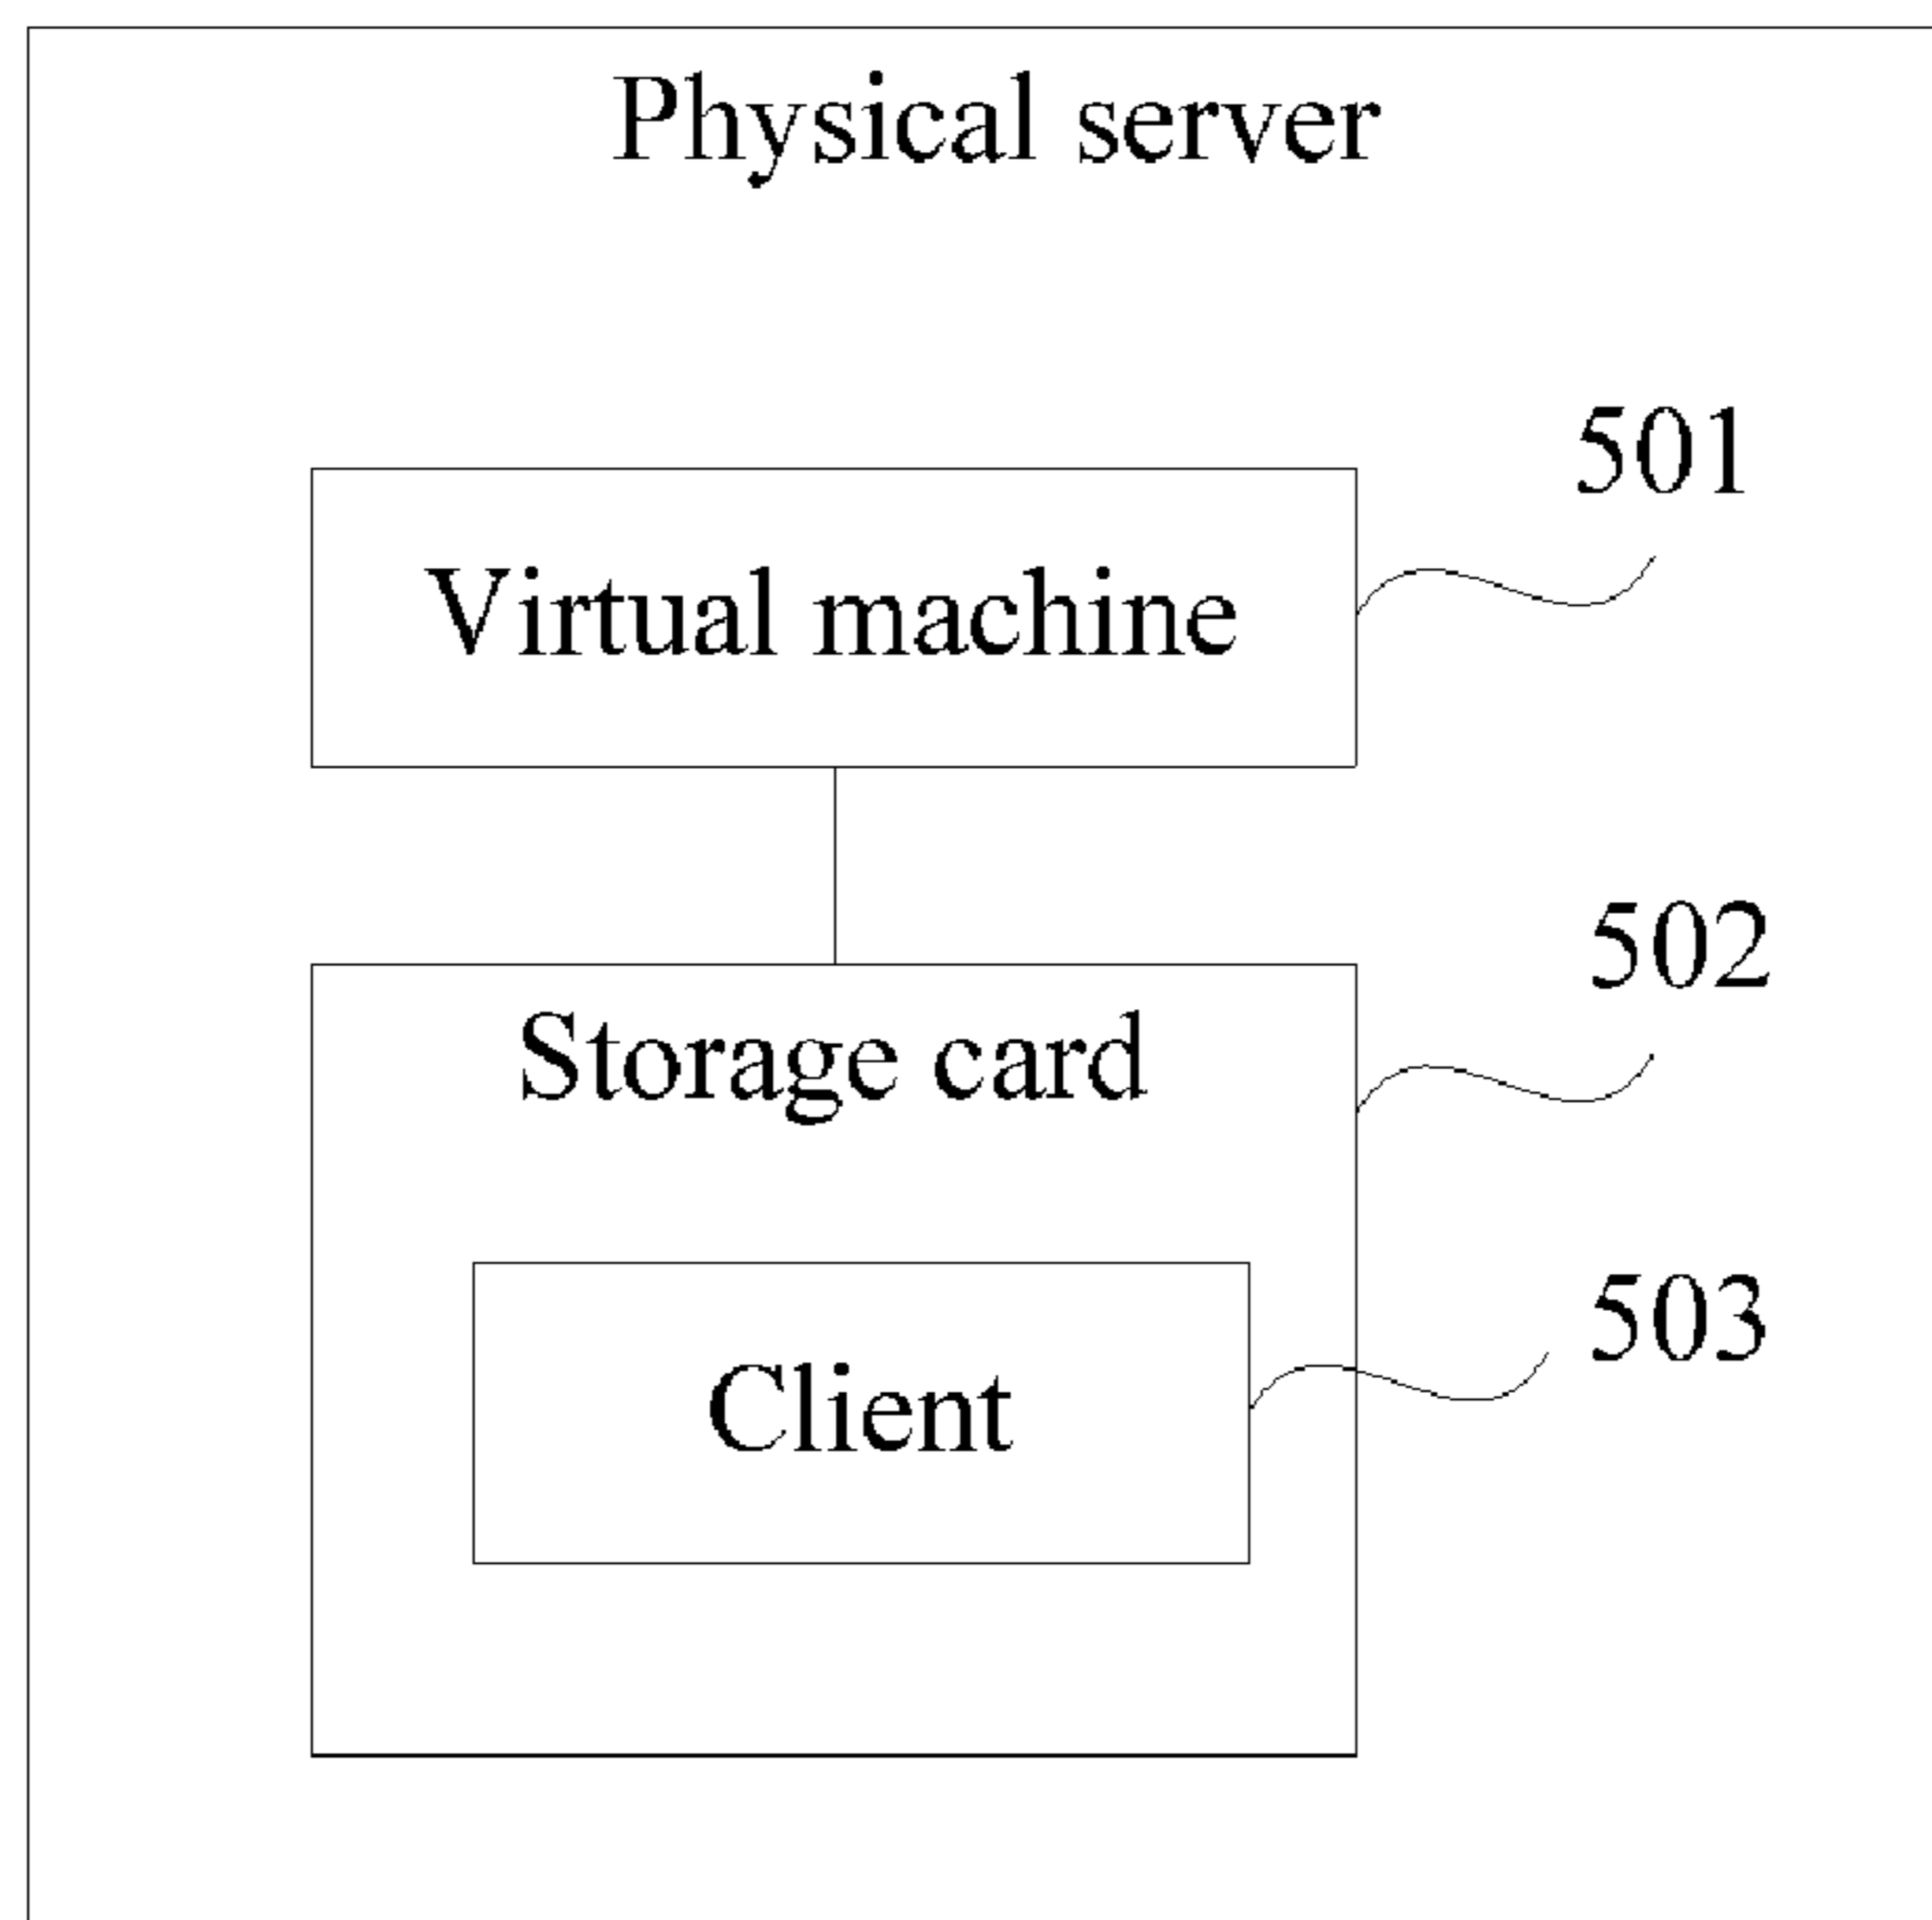 Physical server
501
Virtual machine
502
Storage card
503
Client